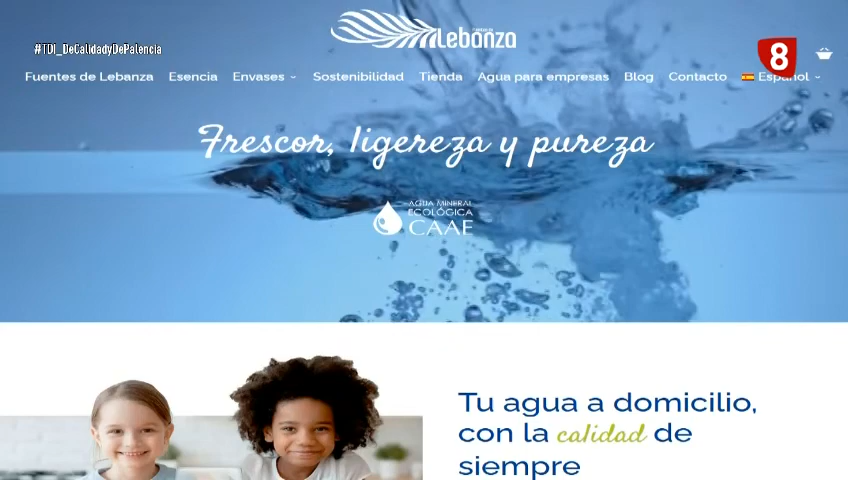 #TDI_DeCalidadyDePalencia
Lebanza
8
Fuentes de Lebanza Esencia Envases Sostenibilidad Tienda Agua para empresas Blog Contacto Español
Frescor, ligereza y pureza
AGUA MINERAL
ECOLÓGICA
CAAE
Tu agua a domicilio,
con la calidad de
siempre